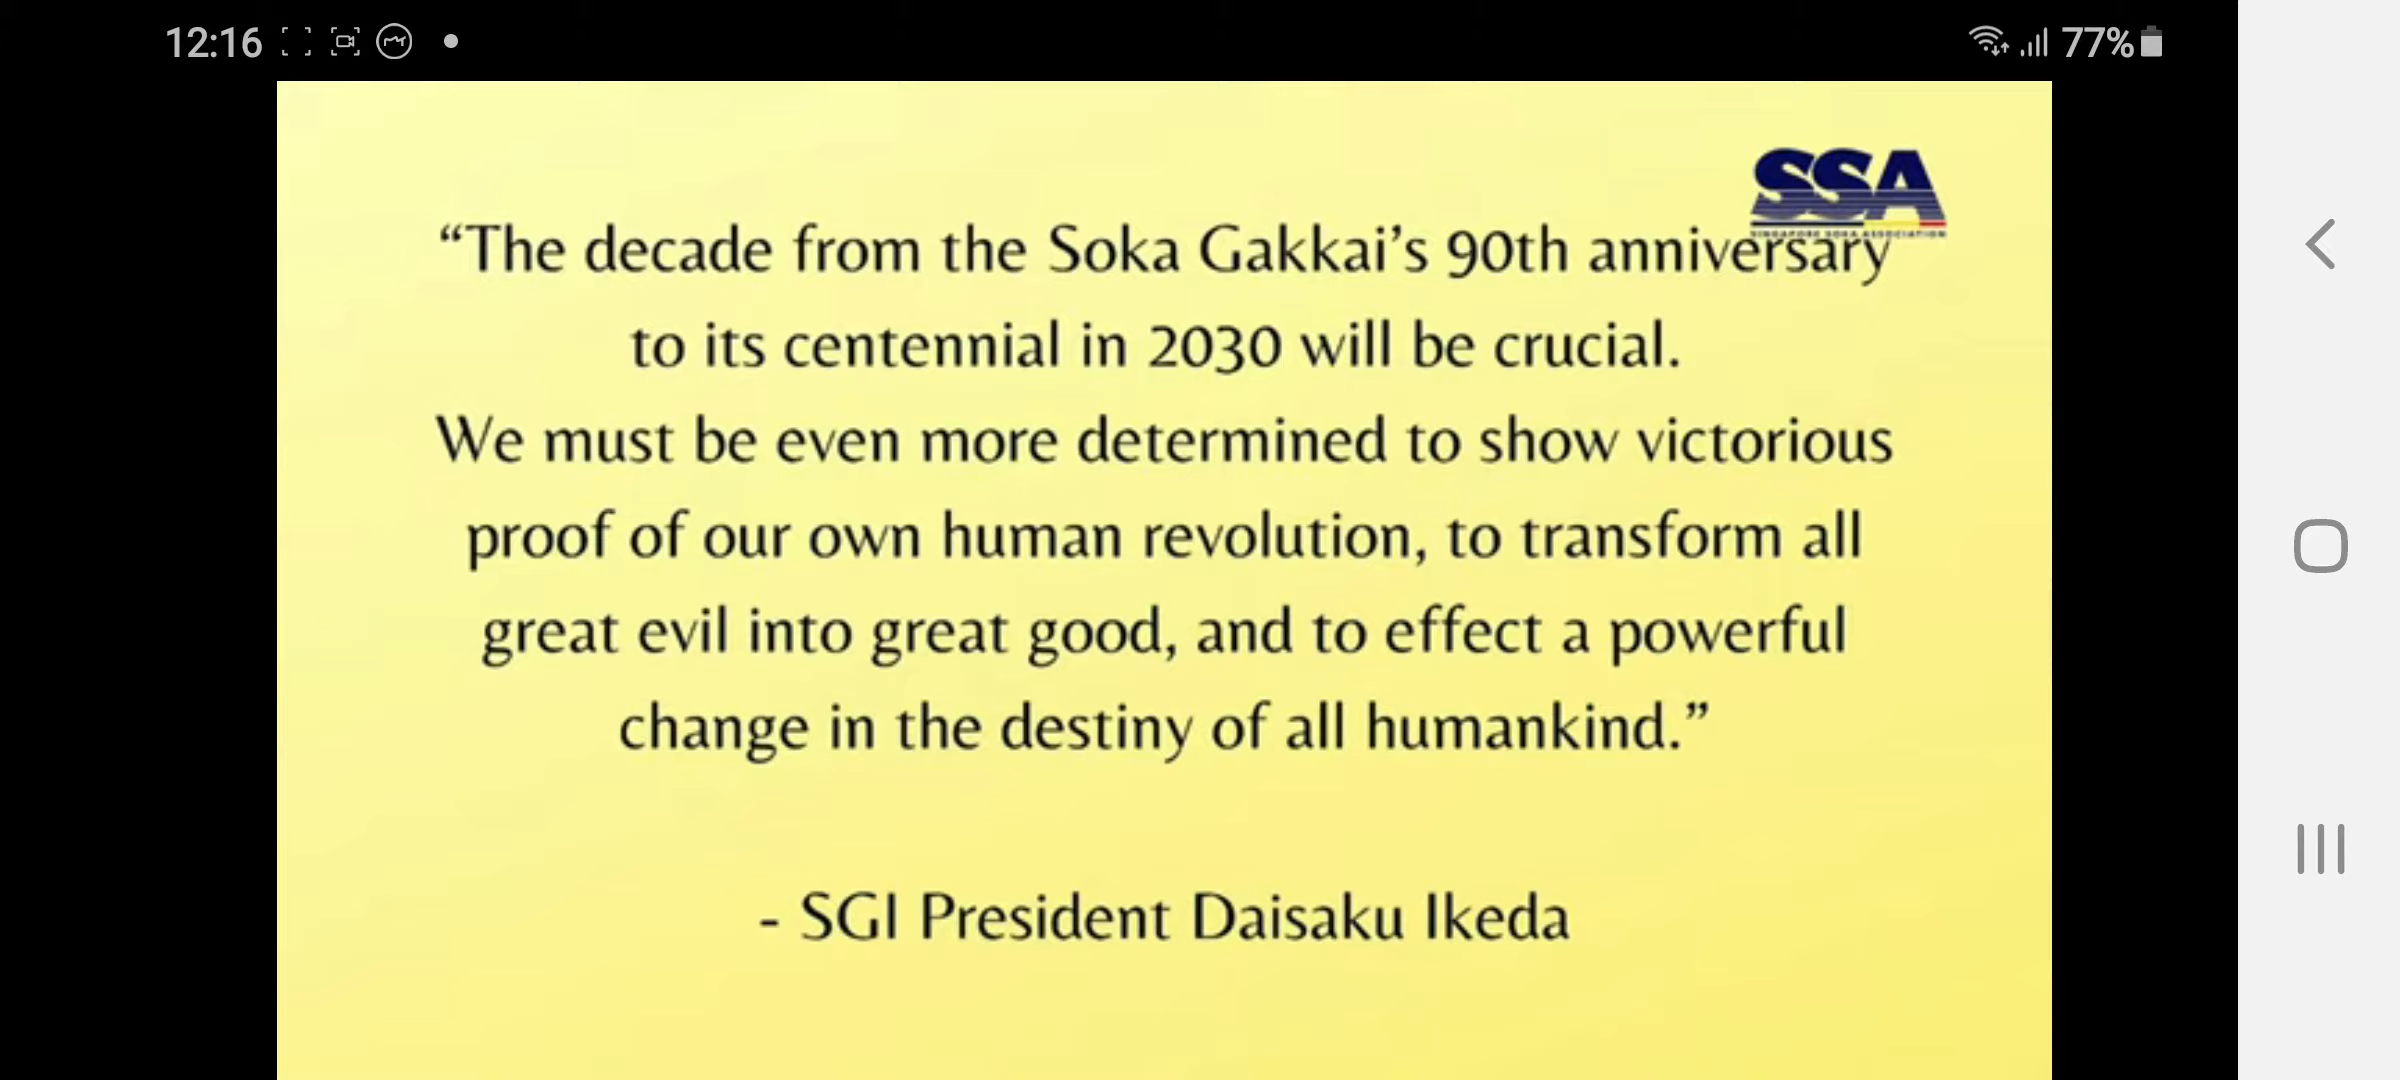 12:16
77%
SSA
SINGAPORE SOKA ASSOCIATION
“The decade from the Soka Gakkai’s 90th anniversary
to its centennial in 2030 will be crucial.
We must be even more determined to show victorious
proof of our own human revolution, to transform all
great evil into great good, and to effect a powerful
change in the destiny of all humankind.”
- SGI President Daisaku Ikeda